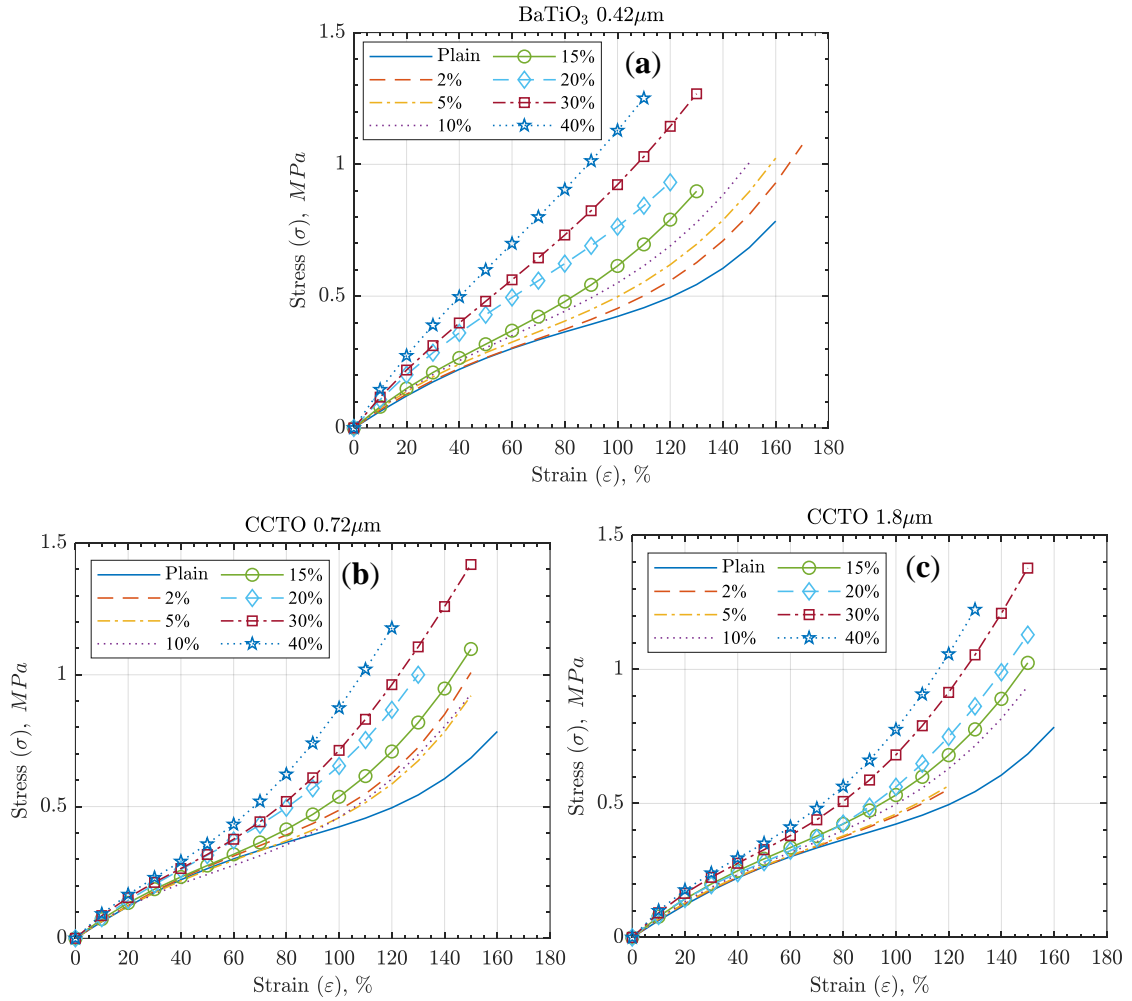 BaTiO₃ 0.42μm
(a)
Plain
2%
5%
10%
15%
20%
30%
40%
Stress (σ), MPa
1.5
1
0.5
0
0 20 40 60 80 100 120 140 160 180
Strain (ε), %
CCTO 0.72μm
(b)
Plain
2%
5%
10%
15%
20%
30%
40%
Stress (σ), MPa
1.5
1
0.5
0
0 20 40 60 80 100 120 140 160 180
Strain (ε), %
CCTO 1.8μm
(c)
Plain
2%
5%
10%
15%
20%
30%
40%
Stress (σ), MPa
1.5
1
0.5
0
0 20 40 60 80 100 120 140 160 180
Strain (ε), %